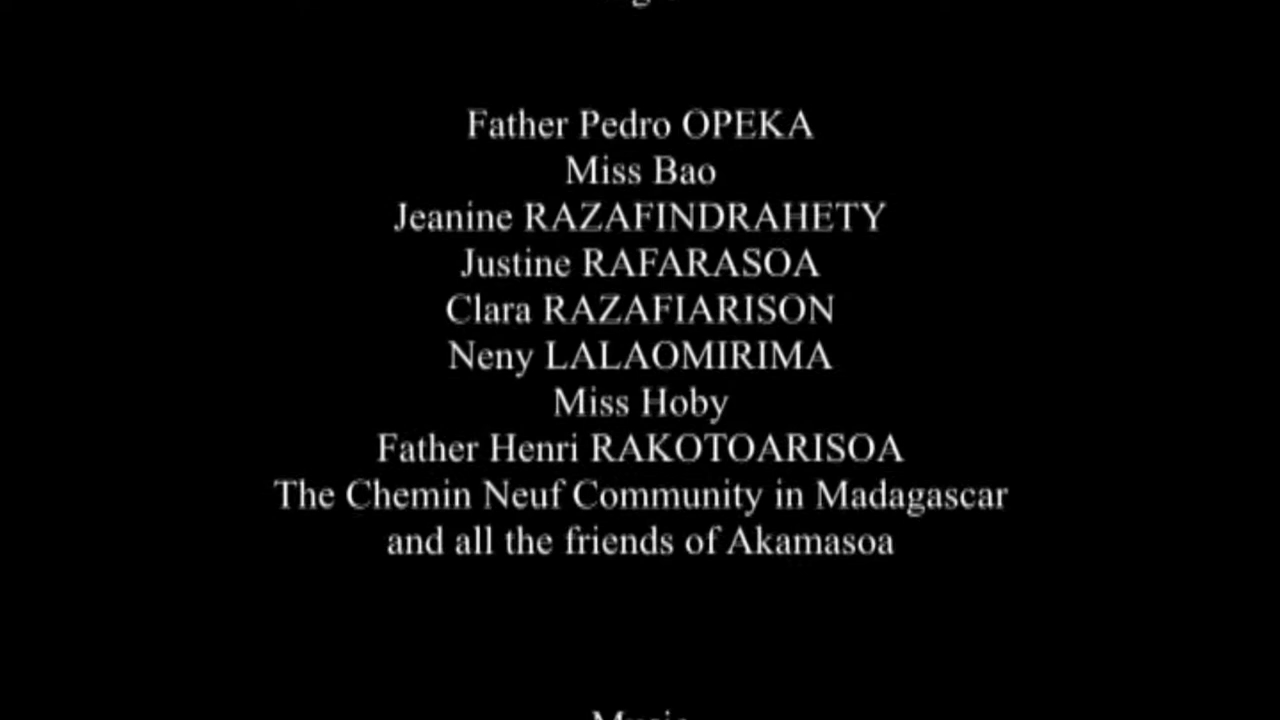 Father Pedro OPEKA
Miss Bao
Jeanine RAZAFINDRAHETY
Justine RAFARASOA
Clara RAZAFIARISON
Neny LALAOMIRIMA
Miss Hoby
Father Henri RAKOTOARISOA
The Chemin Neuf Community in Madagascar
and all the friends of Akamasoa